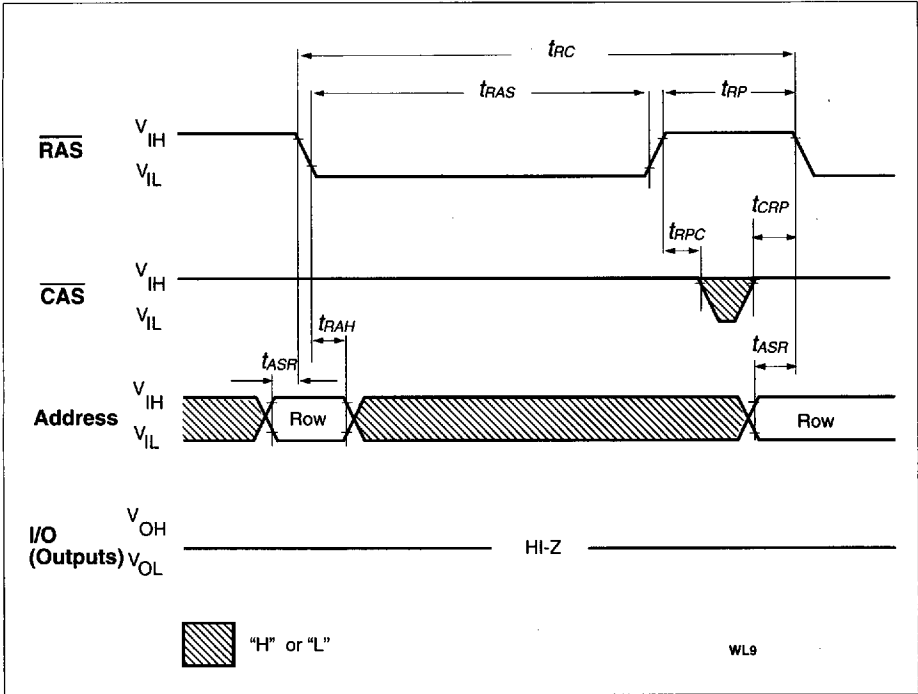 tRC
tRAS
tRP
RAS
VIH
VIL
tCRP
tRPC
CAS
VIH
VIL
tRAH
tASR
tASR
Address
VIH
VIL
Row
Row
I/O
(Outputs)
VOH
VOL
HI-Z
"H" or "L"
WL9